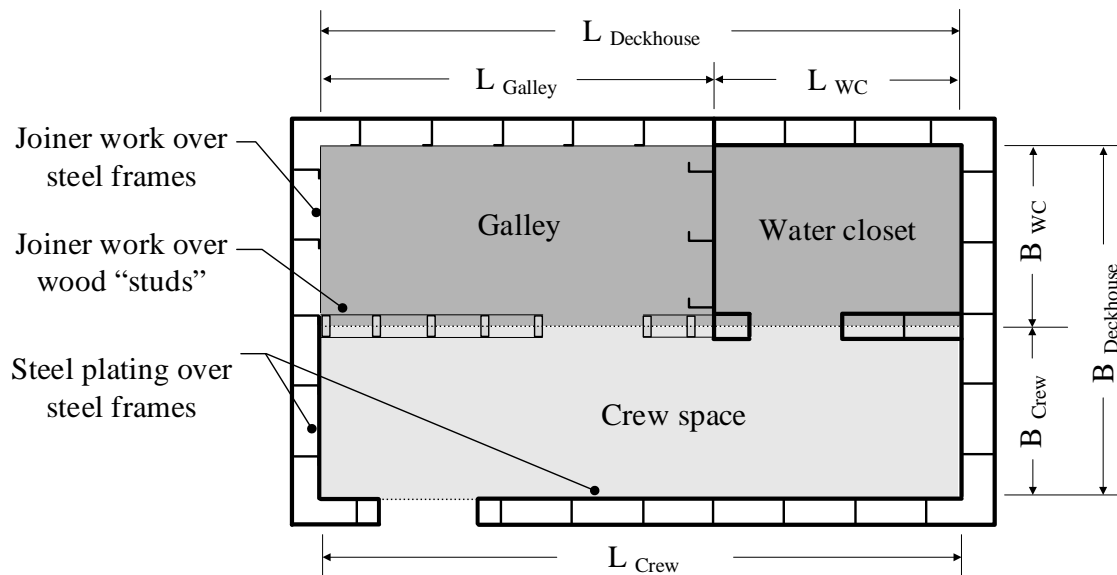 L Deckhouse
L Galley
L WC
Joiner work over
steel frames
Galley
Water closet
B WC
Joiner work over
wood “studs”
B Deckhouse
Steel plating over
steel frames
Crew space
B Crew
L Crew